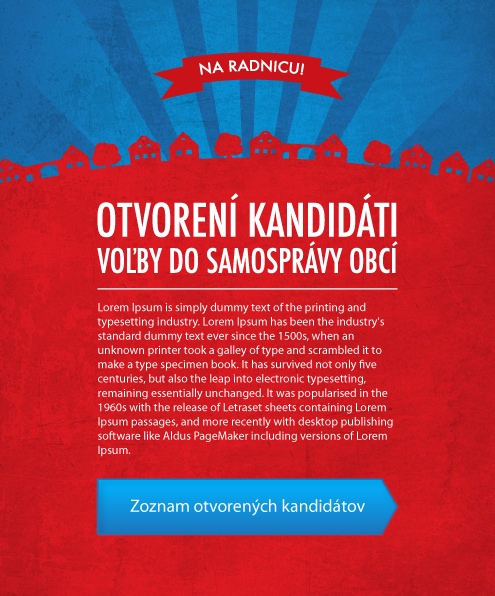 NA RADNICU!
OTVORENÍ KANDIDÁTI
VOĽBY DO SAMOSPRÁVY OBCÍ
Lorem Ipsum is simply dummy text of the printing and
typesetting industry. Lorem Ipsum has been the industry's
standard dummy text ever since the 1500s, when an
unknown printer took a galley of type and scrambled it to
make a type specimen book. It has survived not only five
centuries, but also the leap into electronic typesetting,
remaining essentially unchanged. It was popularised in the
1960s with the release of Letraset sheets containing Lorem
Ipsum passages, and more recently with desktop publishing
software like Aldus PageMaker including versions of Lorem
Ipsum.
Zoznam otvorených kandidátov